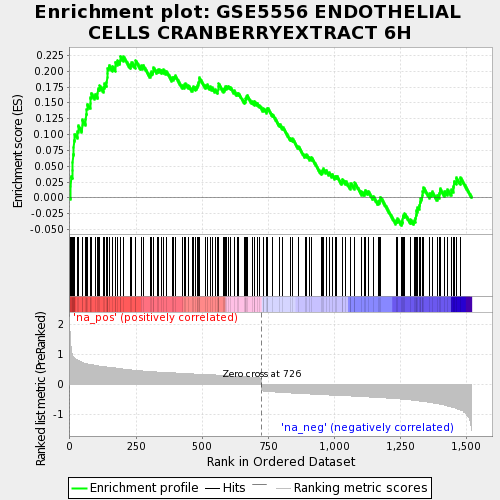 Enrichment plot: GSE5556 ENDOTHELIAL
CELLS CRANBERRYEXTRACT 6H
Enrichment score (ES)
0.225
0.200
0.175
0.150
0.125
0.100
0.075
0.050
0.025
0.000
-0.025
-0.050
'na_pos' (positively correlated)
Ranked list metric (PreRanked)
2
1
0
-1
Zero cross at 726
'na_neg' (negatively correlated)
0
250
500
750
1,000
1,250
1,500
Rank in Ordered Dataset
Enrichment profile
Hits
Ranking metric scores